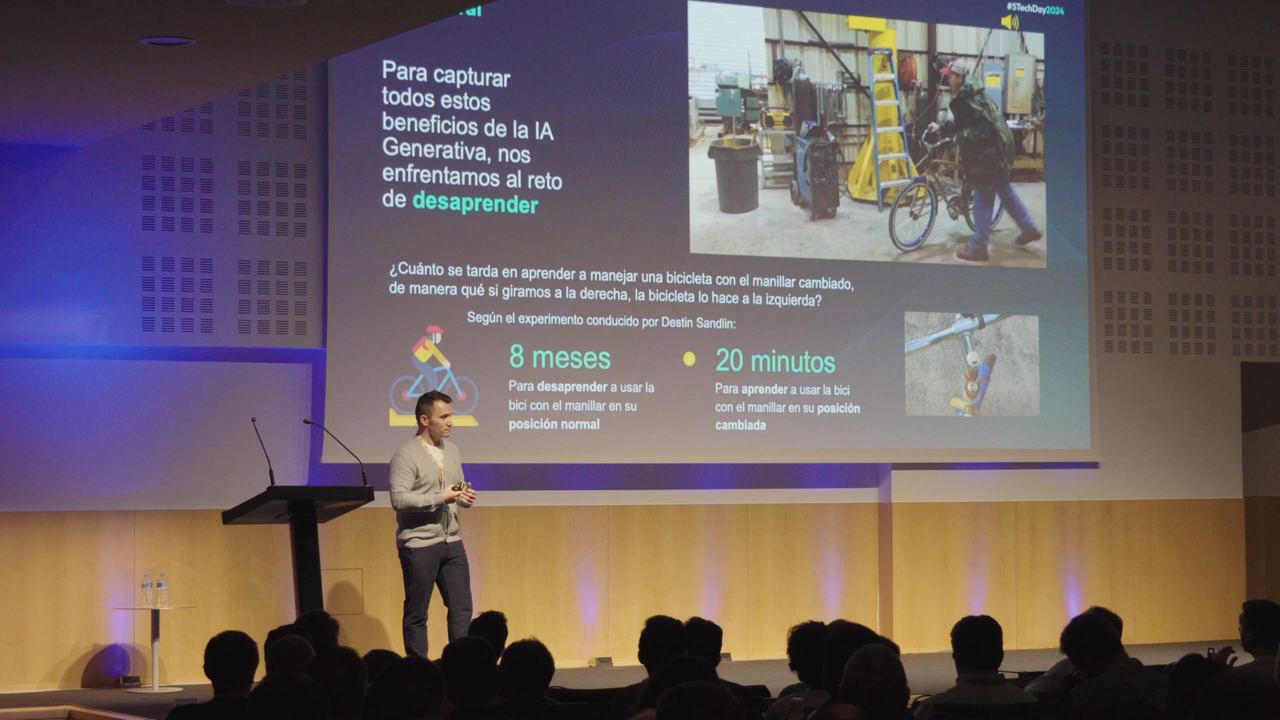 #STechDay2024
Para capturar
todos estos
beneficios de la IA
Generativa, nos
enfrentamos al reto
de desaprender
¿Cuánto se tarda en aprender a manejar una bicicleta con el manillar cambiado,
de manera qué si giramos a la derecha, la bicicleta lo hace a la izquierda?
Según el experimento conducido por Destin Sandlin:
8 meses
Para desaprender a usar la
bici con el manillar en su
posición normal
20 minutos
Para aprender a usar la bici
con el manillar en su posición
cambiada